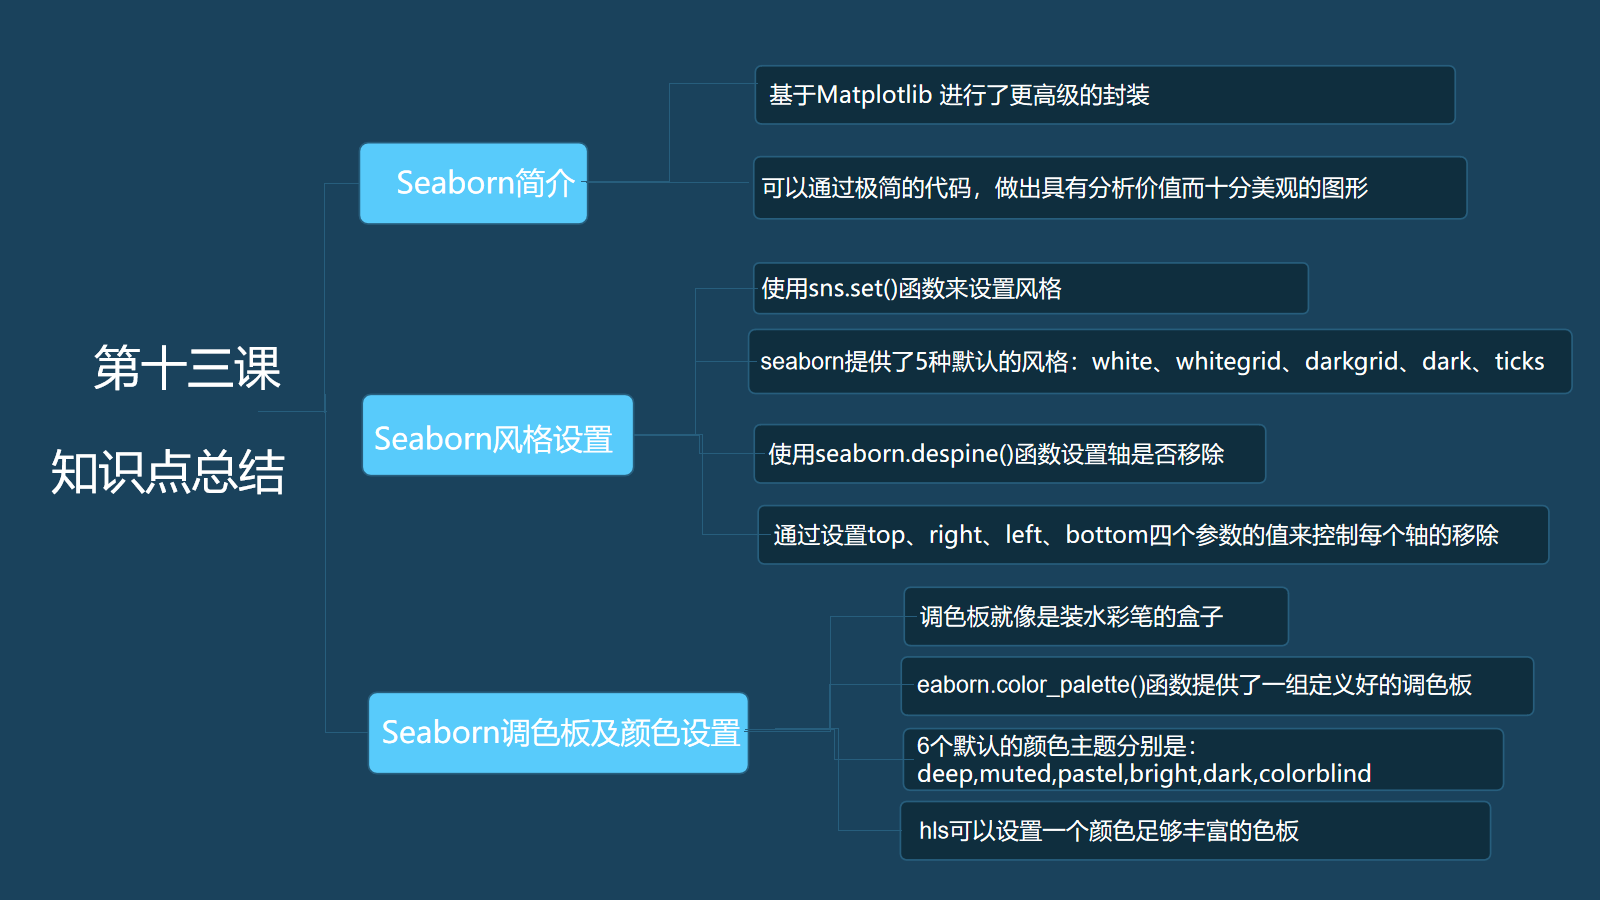 第十三课
知识点总结
Seaborn简介
基于Matplotlib 进行了更高级的封装
可以通过极简的代码，做出具有分析价值而十分美观的图形
Seaborn风格设置
使用sns.set()函数来设置风格
seaborn提供了5种默认的风格：white、whitegrid、darkgrid、dark、ticks
使用seaborn.despine()函数设置轴是否移除
通过设置top、right、left、bottom四个参数的值来控制每个轴的移除
Seaborn调色板及颜色设置
调色板就像是装水彩笔的盒子
eaborn.color_palette()函数提供了一组定义好的调色板
6个默认的颜色主题分别是：
deep,muted,pastel,bright,dark,colorblind
hls可以设置一个颜色足够丰富的色板